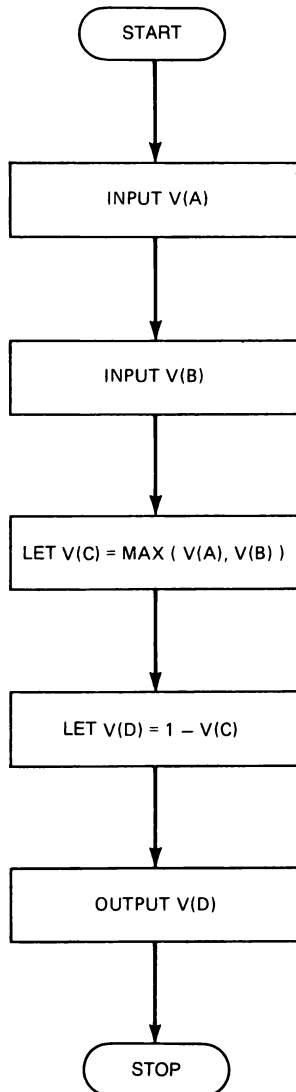 START
INPUT V(A)
INPUT V(B)
LET V(C) = MAX ( V(A), V(B) )
LET V(D) = 1 – V(C)
OUTPUT V(D)
STOP